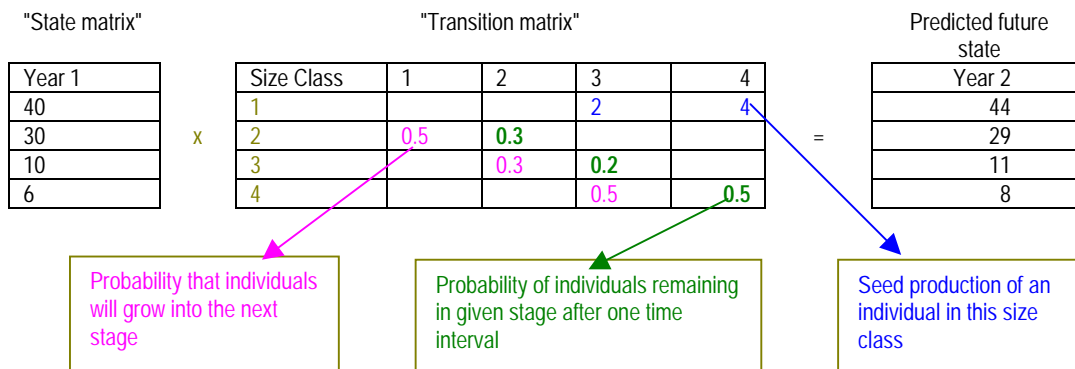 "State matrix" "Transition matrix" Predicted future
state
Year 1 Size Class 1 2 3 4 Year 2
40 1 2 4 44
30 x 2 0.5 0.3 = 29
10 3 0.3 0.2 11
6 4 0.5 0.5 8
Probability that individuals
will grow into the next
stage
Probability of individuals remaining
in given stage after one time
interval
Seed production of an
individual in this size
class